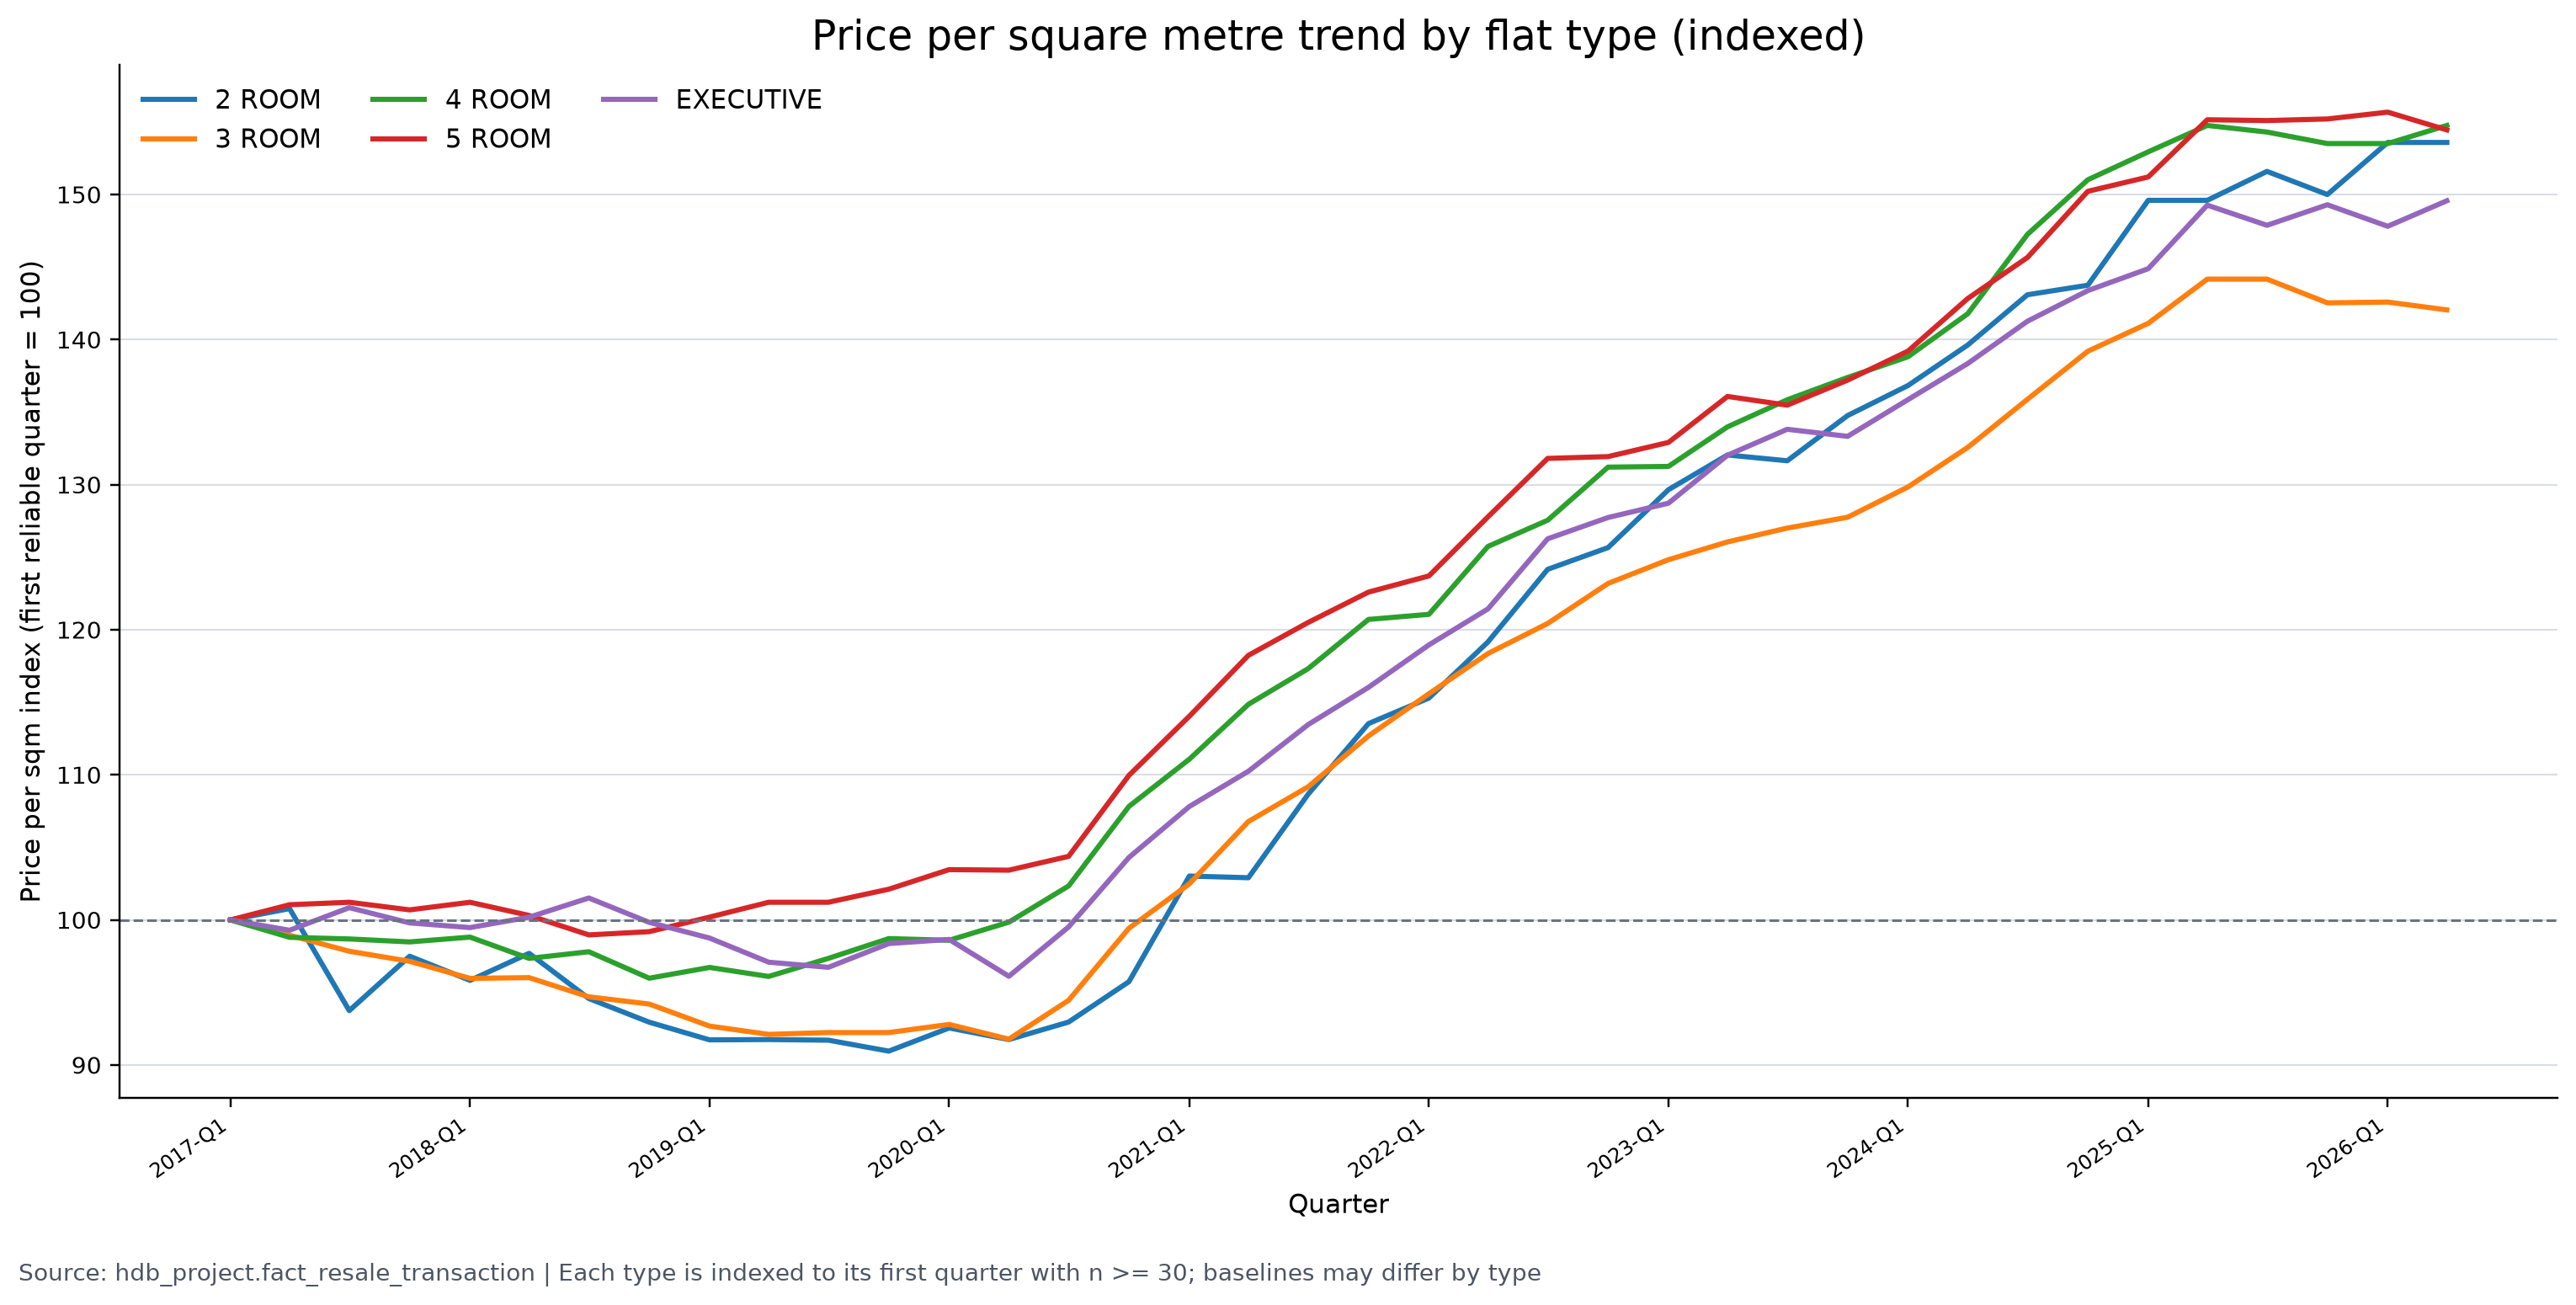 Price per square metre trend by flat type (indexed)
2 ROOM
3 ROOM
4 ROOM
5 ROOM
EXECUTIVE
Price per sqm index (first reliable quarter = 100)
150
140
130
120
110
100
90
2017-Q1
2018-Q1
2019-Q1
2020-Q1
2021-Q1
2022-Q1
2023-Q1
2024-Q1
2025-Q1
2026-Q1
Quarter
Source: hdb_project.fact_resale_transaction | Each type is indexed to its first quarter with n >= 30; baselines may differ by type